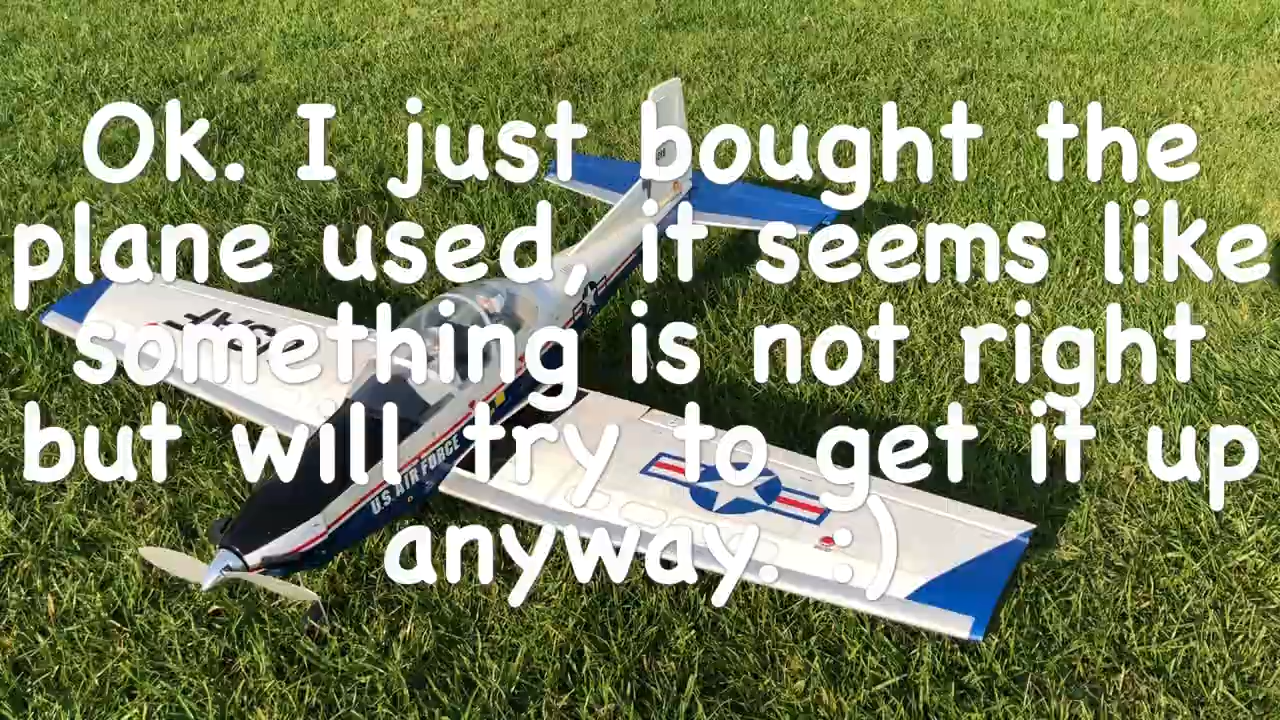 Ok. I just bought the
plane used, it seems like
something is not right
but will try to get it up
anyway. :)
U.S. AIR FORCE